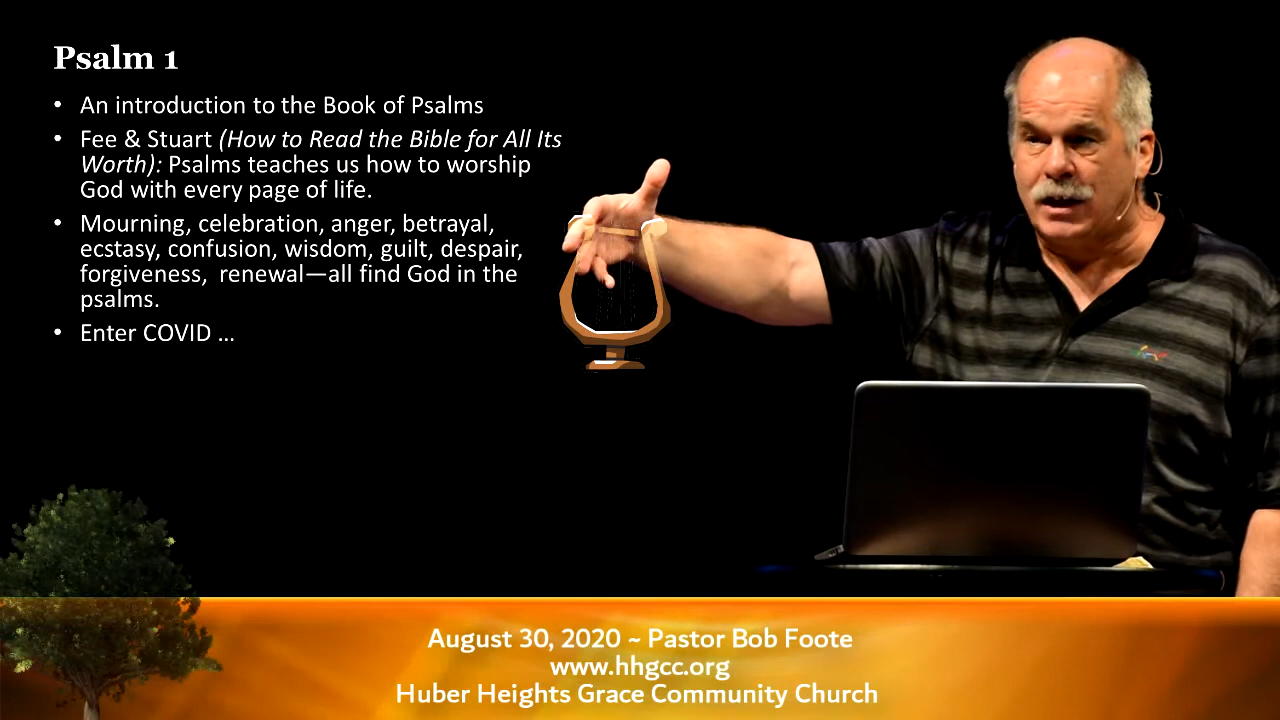 Psalm 1
• An introduction to the Book of Psalms
• Fee & Stuart (How to Read the Bible for All Its
Worth): Psalms teaches us how to worship
God with every page of life.
• Mourning, celebration, anger, betrayal,
ecstasy, confusion, wisdom, guilt, despair,
forgiveness,  renewal—all find God in the
psalms.
• Enter COVID ...
August 30, 2020 ~ Pastor Bob Foote
www.hhgcc.org
Huber Heights Grace Community Church